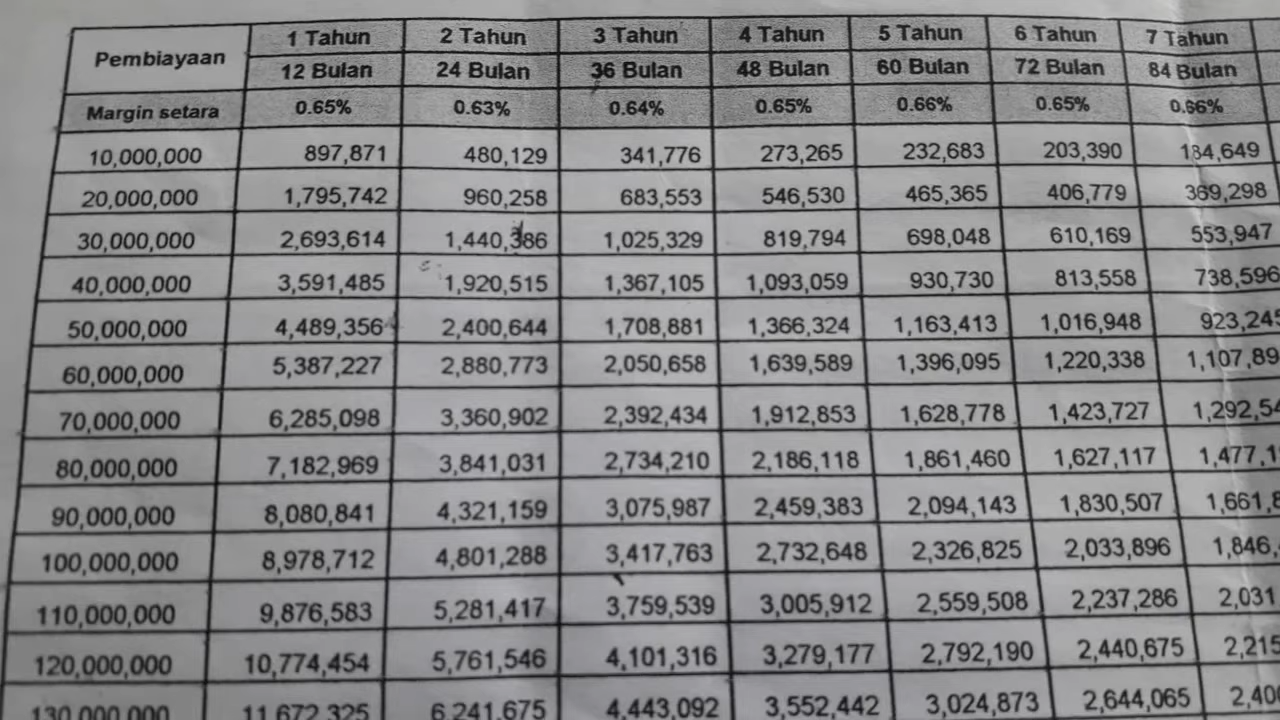 Pembiayaan 1 Tahun 2 Tahun 3 Tahun 4 Tahun 5 Tahun 6 Tahun 7 Tahun
12 Bulan 24 Bulan 36 Bulan 48 Bulan 60 Bulan 72 Bulan 84 Bulan
Margin setara 0.65% 0.63% 0.64% 0.65% 0.66% 0.65% 0.66%
10,000,000 897,871 480,129 341,776 273,265 232,683 203,390 184,649
20,000,000 1,795,742 960,258 683,553 546,530 465,365 406,779 369,298
30,000,000 2,693,614 1,440,386 1,025,329 819,794 698,048 610,169 553,947
40,000,000 3,591,485 1,920,515 1,367,105 1,093,059 930,730 813,558 738,596
50,000,000 4,489,356 2,400,644 1,708,881 1,366,324 1,163,413 1,016,948 923,245
60,000,000 5,387,227 2,880,773 2,050,658 1,639,589 1,396,095 1,220,338 1,107,89
70,000,000 6,285,098 3,360,902 2,392,434 1,912,853 1,628,778 1,423,727 1,292,54
80,000,000 7,182,969 3,841,031 2,734,210 2,186,118 1,861,460 1,627,117 1,477,1
90,000,000 8,080,841 4,321,159 3,075,987 2,459,383 2,094,143 1,830,507 1,661,8
100,000,000 8,978,712 4,801,288 3,417,763 2,732,648 2,326,825 2,033,896 1,846,
110,000,000 9,876,583 5,281,417 3,759,539 3,005,912 2,559,508 2,237,286 2,031
120,000,000 10,774,454 5,761,546 4,101,316 3,279,177 2,792,190 2,440,675 2,215
130,000,000 11,672,325 6,241,675 4,443,092 3,552,442 3,024,873 2,644,065 2,400